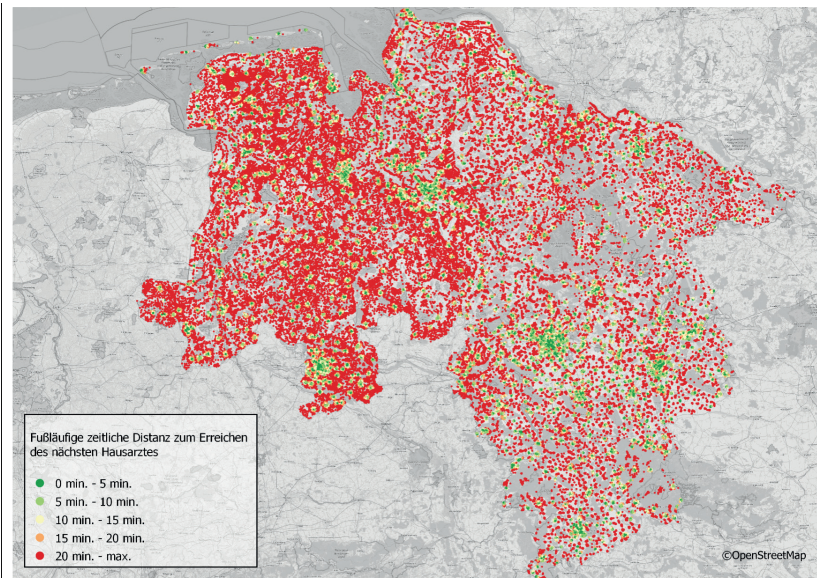 Fußläufige zeitliche Distanz zum Erreichen
des nächsten Hausarztes
0 min. - 5 min.
5 min. - 10 min.
10 min. - 15 min.
15 min. - 20 min.
20 min. - max.
©OpenStreetMap